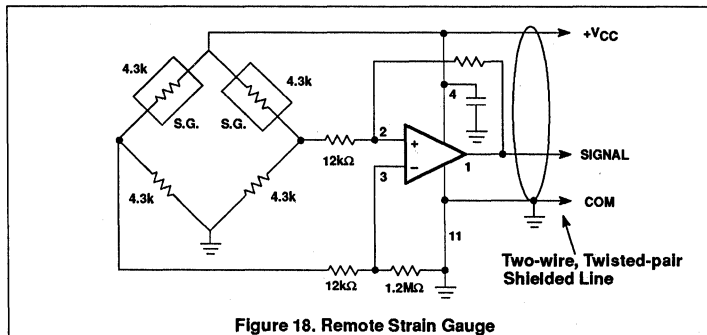 +VCC
4.3k
4.3k
S.G.
S.G.
4
SIGNAL
2
+
12kΩ
3
−
1
4.3k
4.3k
COM
11
Two-wire, Twisted-pair
Shielded Line
12kΩ
1.2MΩ
Figure 18. Remote Strain Gauge